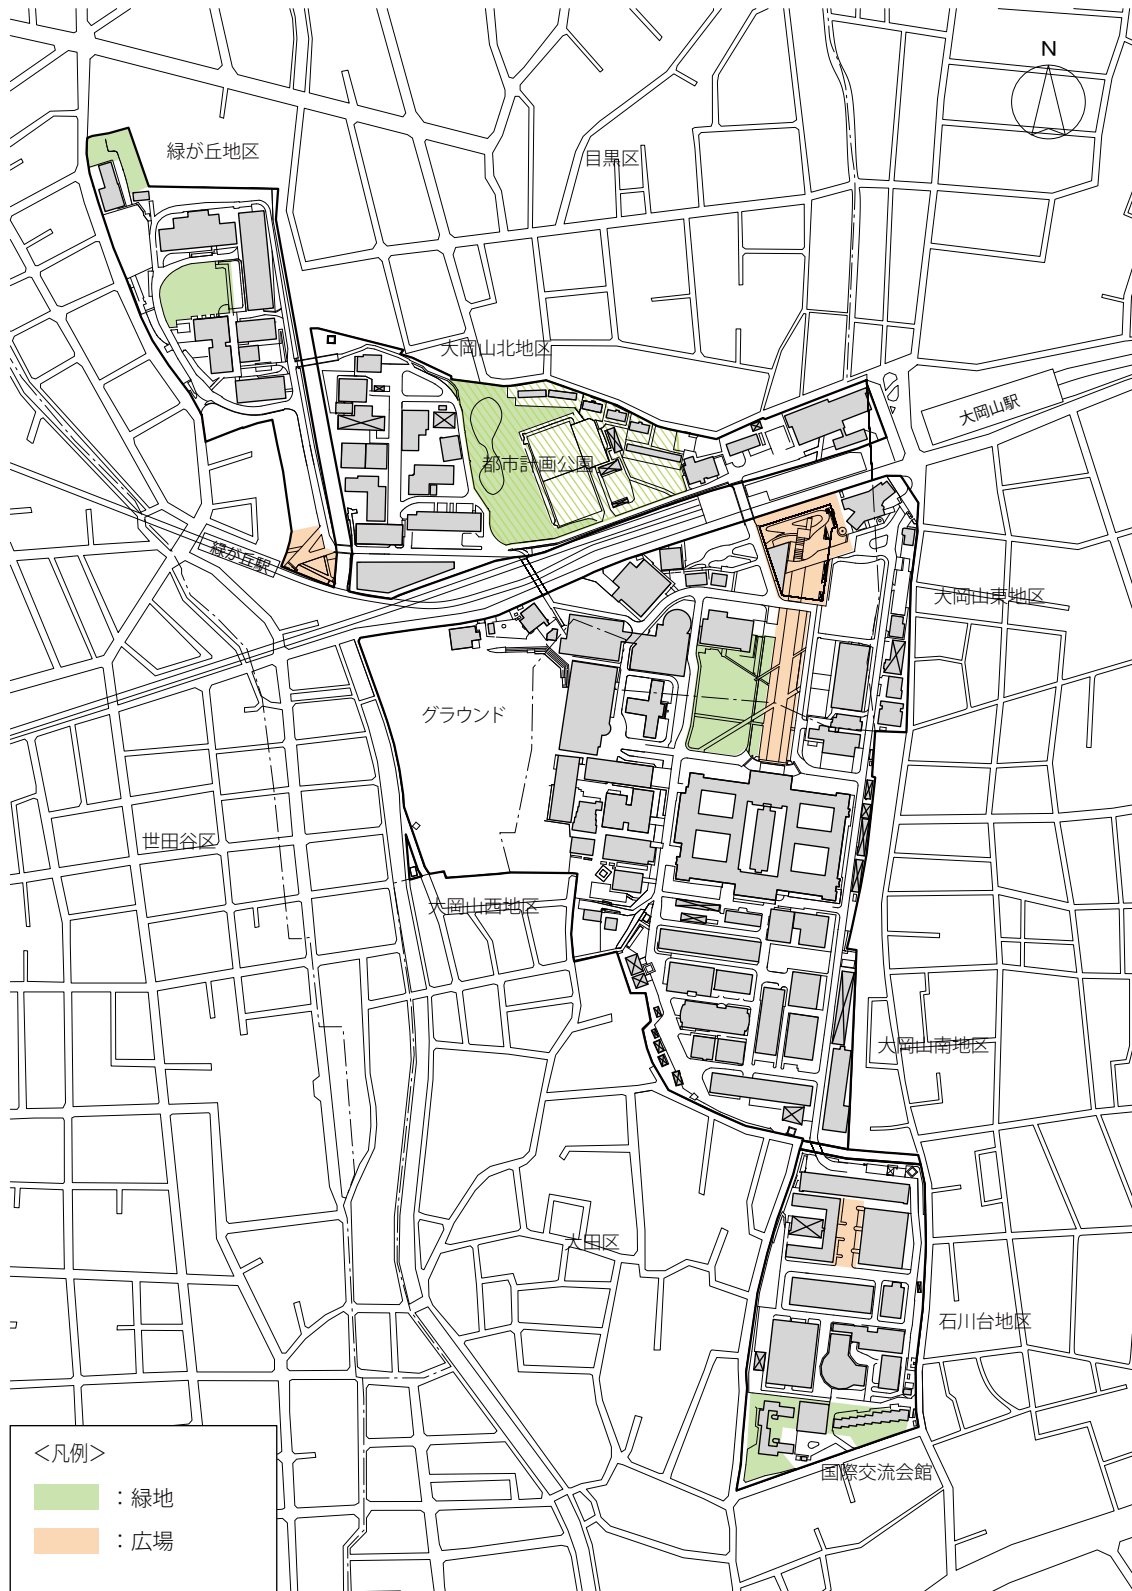 N
緑が丘地区
目黒区
大岡山北地区
大岡山駅
都市計画公園
緑が丘駅
大岡山東地区
グラウンド
世田谷区
大岡山西地区
大岡山南地区
大田区
石川台地区
国際交流会館
＜凡例＞
：緑地
：広場